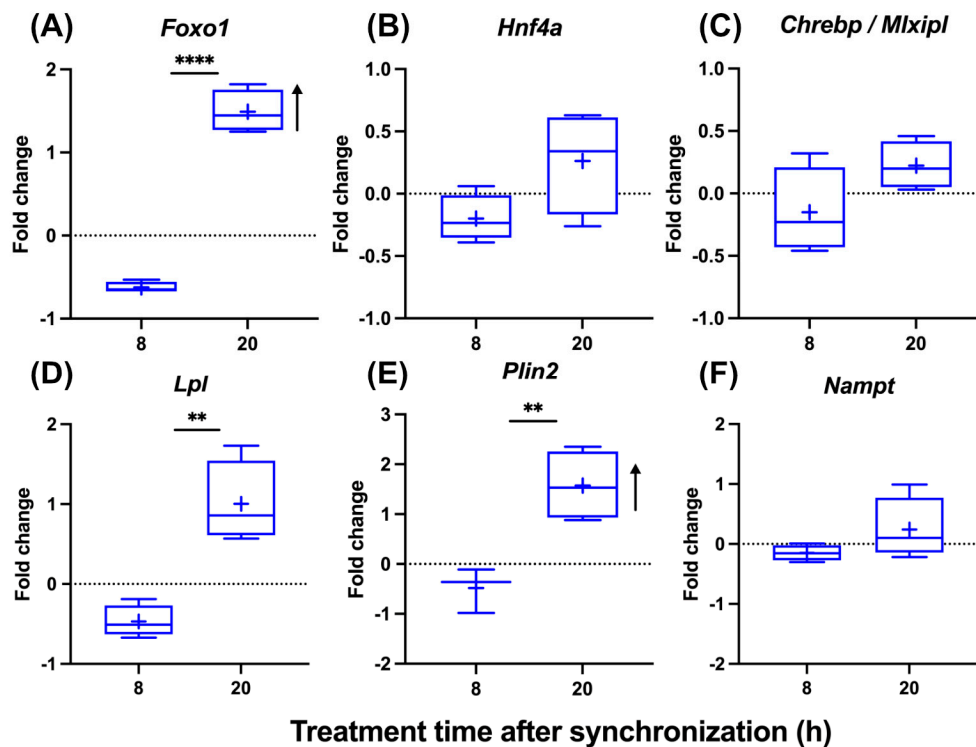 (A)
Foxo1
****
Fold change
2
1
0
-1
8
20
(B)
Hnf4a
Fold change
1.0
0.5
0.0
-0.5
-1.0
8
20
(C)
Chrebp / Mlxipl
Fold change
1.0
0.5
0.0
-0.5
-1.0
8
20
(D)
Lpl
**
Fold change
2
1
0
-1
8
20
(E)
Plin2
**
Fold change
3
2
1
0
-1
-2
8
20
(F)
Nampt
Fold change
2
1
0
-1
-2
8
20
Treatment time after synchronization (h)